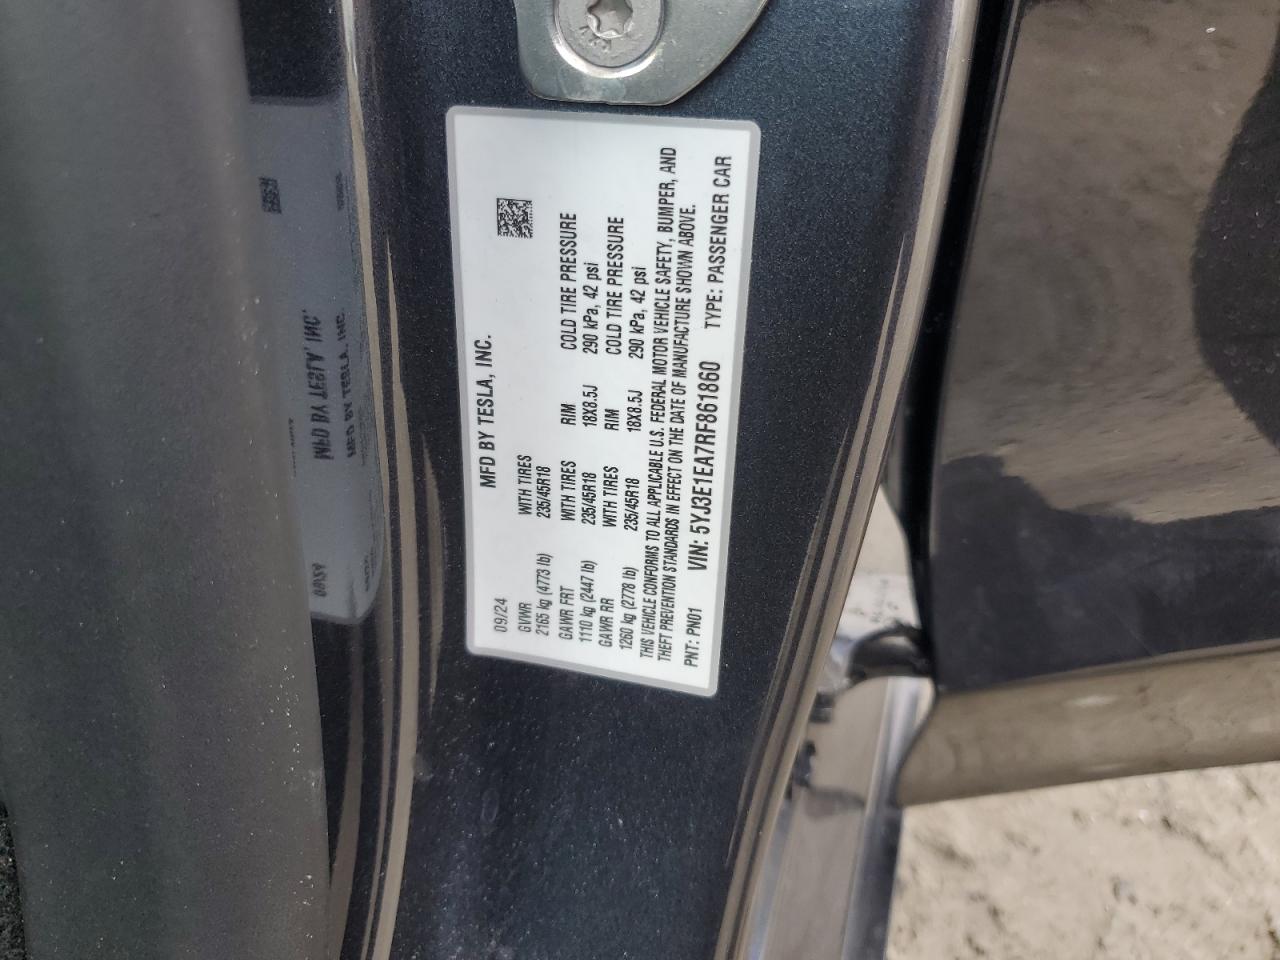 MFD BY TESLA, INC.
09/24
GVWR WITH TIRES
2165 kg (4773 lb) 235/45R18
GAWR FRT WITH TIRES RIM COLD TIRE PRESSURE
1110 kg (2447 lb) 235/45R18 18X8.5J 290 kPa, 42 psi
GAWR RR WITH TIRES RIM COLD TIRE PRESSURE
1260 kg (2778 lb) 235/45R18 18X8.5J 290 kPa, 42 psi
THIS VEHICLE CONFORMS TO ALL APPLICABLE U.S. FEDERAL MOTOR VEHICLE SAFETY, BUMPER, AND
THEFT PREVENTION STANDARDS IN EFFECT ON THE DATE OF MANUFACTURE SHOWN ABOVE.
PNT: PN01 VIN: 5YJ3E1EA7RF861860 TYPE: PASSENGER CAR